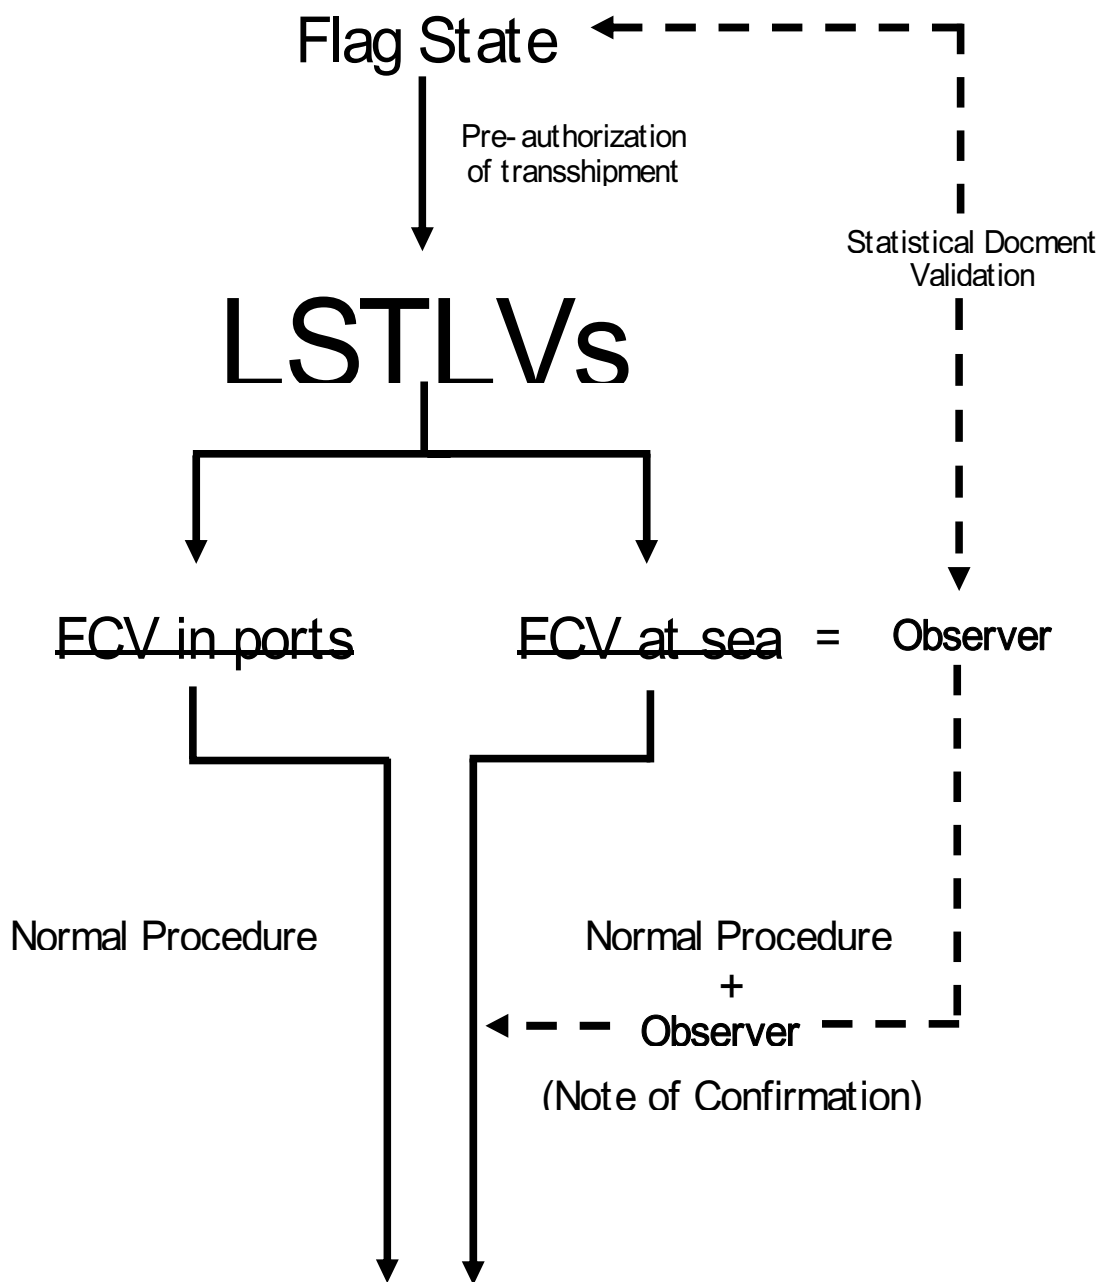 Flag State
Pre-authorization
of transshipment
Statistical Docment
Validation
LSTLVs
FCV in ports
FCV at sea = Observer
Normal Procedure
Normal Procedure
+
Observer
(Note of Confirmation)